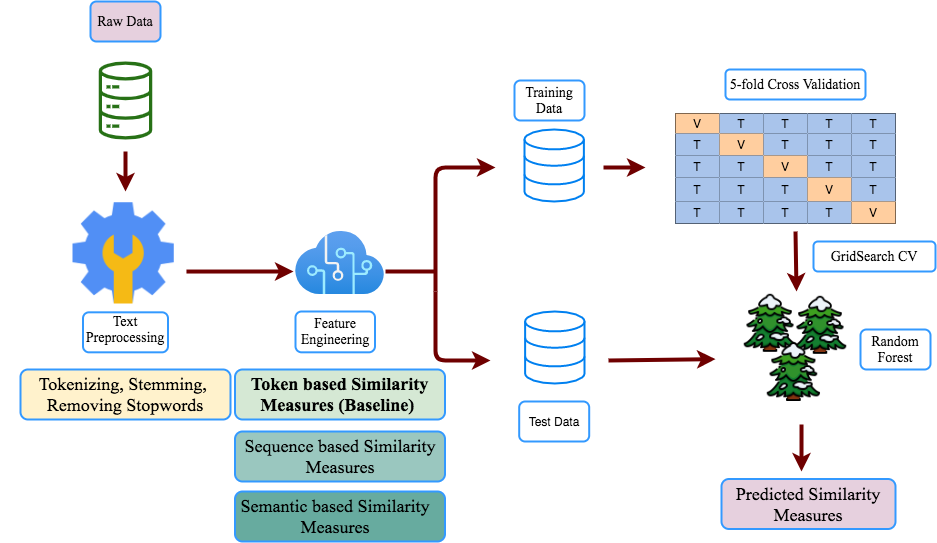 Raw Data
Text
Preprocessing
Tokenizing, Stemming,
Removing Stopwords
Feature
Engineering
Token based Similarity
Measures (Baseline)
Sequence based Similarity
Measures
Semantic based Similarity
Measures
Training
Data
Test Data
5-fold Cross Validation
V T T T T
T V T T T
T T V T T
T T T V T
T T T T V
GridSearch CV
Random
Forest
Predicted Similarity
Measures